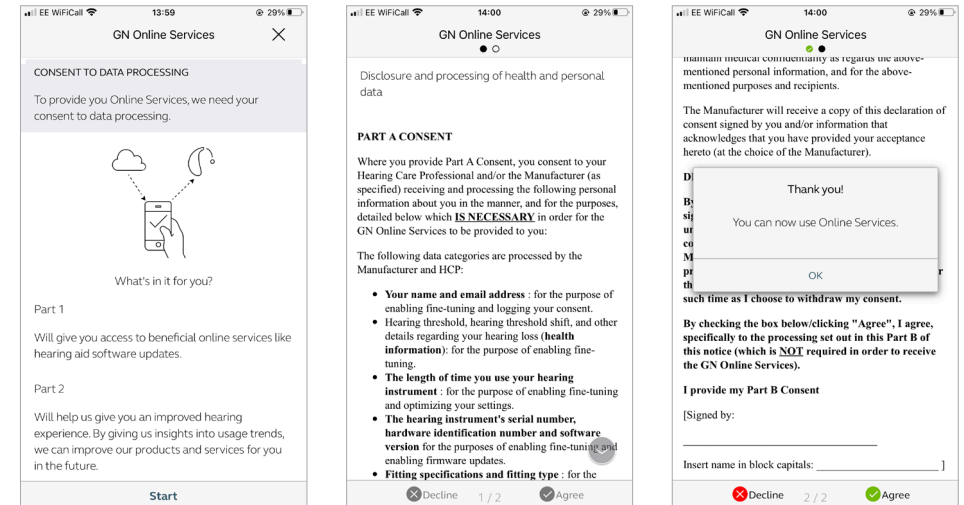 EE WiFiCall
13:59
29%
GN Online Services
CONSENT TO DATA PROCESSING
To provide you Online Services, we need your
consent to data processing.
What's in it for you?
Part 1
Will give you access to beneficial online services like
hearing aid software updates.
Part 2
Will help us give you an improved hearing
experience. By giving us insights into usage trends,
we can improve our products and services for you
in the future.
Start
EE WiFiCall
14:00
29%
GN Online Services
Disclosure and processing of health and personal
data
PART A CONSENT
Where you provide Part A Consent, you consent to your
Hearing Care Professional and/or the Manufacturer (as
specified) receiving and processing the following personal
information about you in the manner, and for the purposes,
detailed below which IS NECESSARY in order for the
GN Online Services to be provided to you:
The following data categories are processed by the
Manufacturer and HCP:
• Your name and email address : for the purpose of
enabling fine-tuning and logging your consent.
• Hearing threshold, hearing threshold shift, and other
details regarding your hearing loss (health
information): for the purpose of enabling fine-
tuning.
• The length of time you use your hearing
instrument : for the purpose of enabling fine-tuning
and optimizing your settings.
• The hearing instrument's serial number,
hardware identification number and software
version for the purposes of enabling fine-tuning and
enabling firmware updates.
• Fitting specifications and fitting type : for the
Decline
1 / 2
Agree
EE WiFiCall
14:00
29%
GN Online Services
maintain medical confidentiality as regards the above-
mentioned personal information, and for the above-
mentioned purposes and recipients.
The Manufacturer will receive a copy of this declaration of
consent signed by you and/or information that
acknowledges that you have provided your acceptance
hereto (at the choice of the Manufacturer).
Thank you!
You can now use Online Services.
OK
such time as I choose to withdraw my consent.
By checking the box below/clicking "Agree", I agree,
specifically to the processing set out in this Part B of
this notice (which is NOT required in order to receive
the GN Online Services).
I provide my Part B Consent
[Signed by:
Insert name in block capitals: ]
Decline
2 / 2
Agree